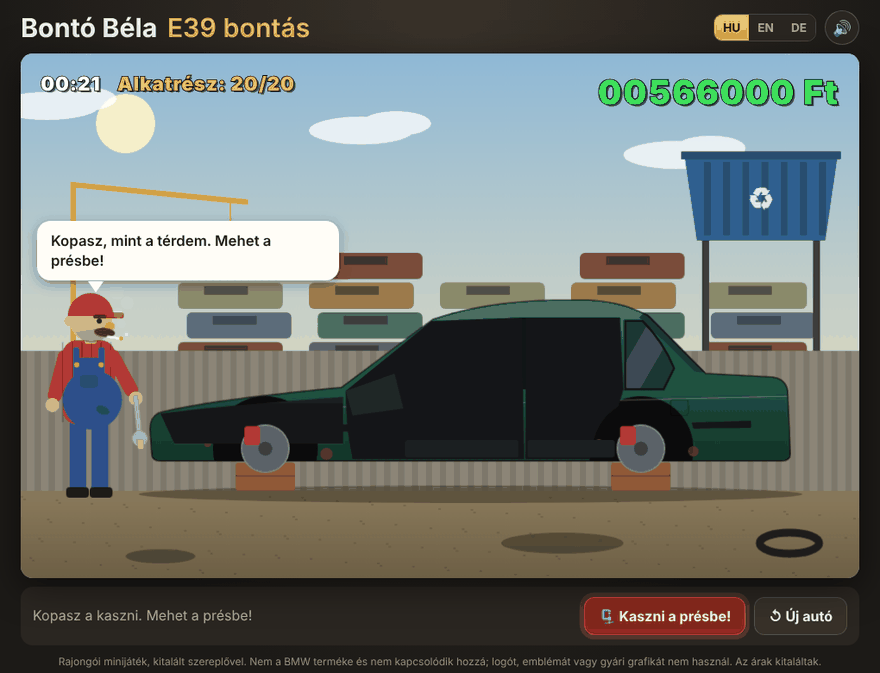 Bontó Béla E39 bontás
HU EN DE
00:21 Alkatrész: 20/20
00566000 Ft
Kopasz, mint a térdem. Mehet a
présbe!
Kopasz a kaszni. Mehet a présbe!
Kaszni a présbe!
Új autó
Rajongói minijáték, kitalált szereplővel. Nem a BMW terméke és nem kapcsolódik hozzá; logót, emblémát vagy gyári grafikát nem használ. Az árak kitaláltak.